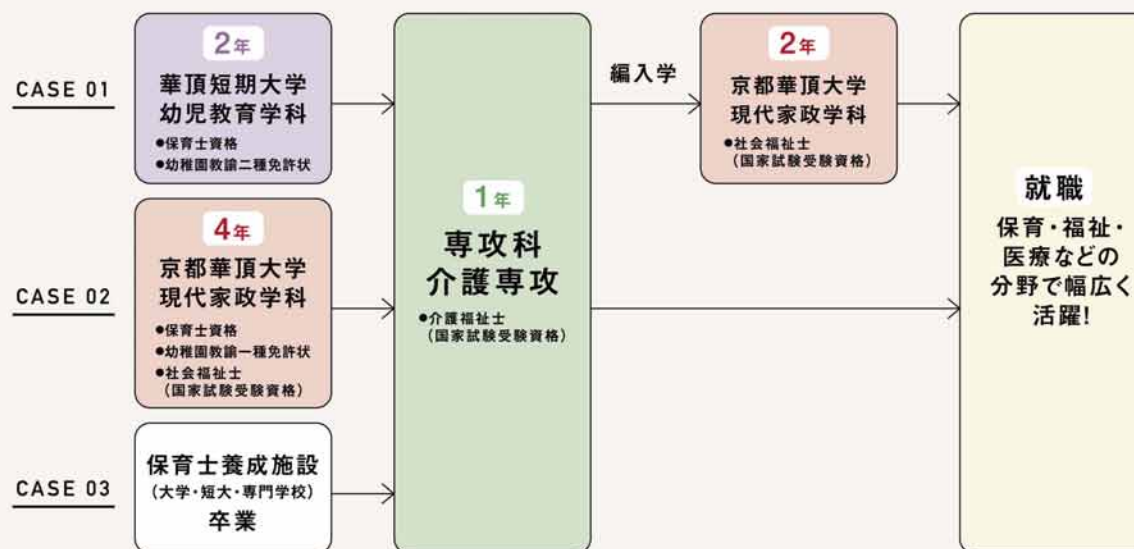 CASE 01
2年
華頂短期大学
幼児教育学科
●保育士資格
●幼稚園教諭二種免許状
CASE 02
4年
京都華頂大学
現代家政学科
●保育士資格
●幼稚園教諭一種免許状
●社会福祉士
(国家試験受験資格)
CASE 03
保育士養成施設
(大学・短大・専門学校)
卒業
1年
専攻科
介護専攻
●介護福祉士
(国家試験受験資格)
編入学
2年
京都華頂大学
現代家政学科
●社会福祉士
(国家試験受験資格)
就職
保育・福祉・
医療などの
分野で幅広く
活躍!